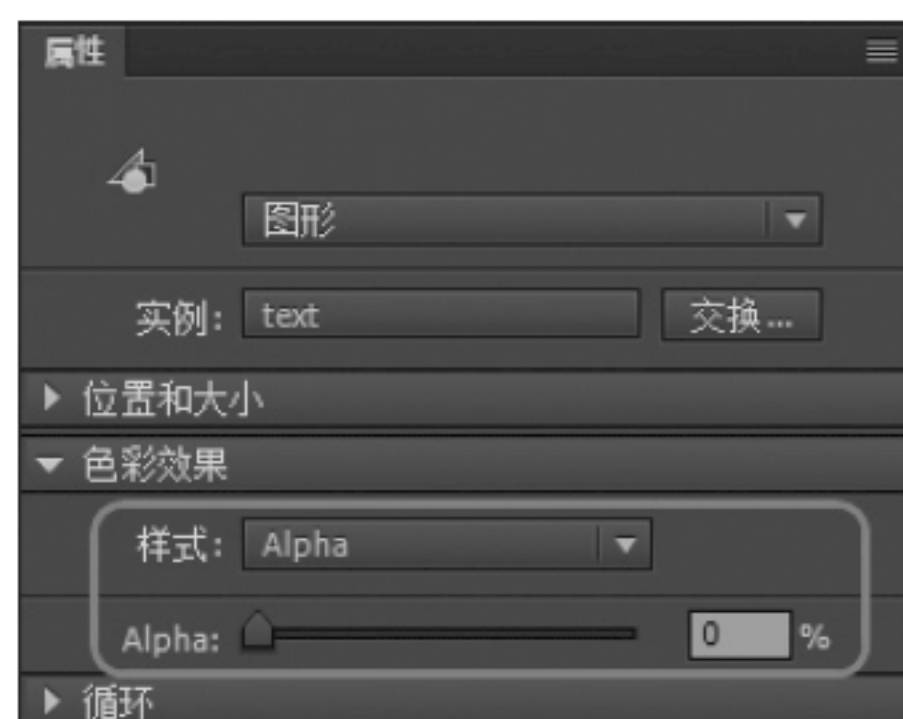 属性
图形
实例: text 交换...
位置和大小
色彩效果
样式: Alpha
Alpha: 0 %
循环